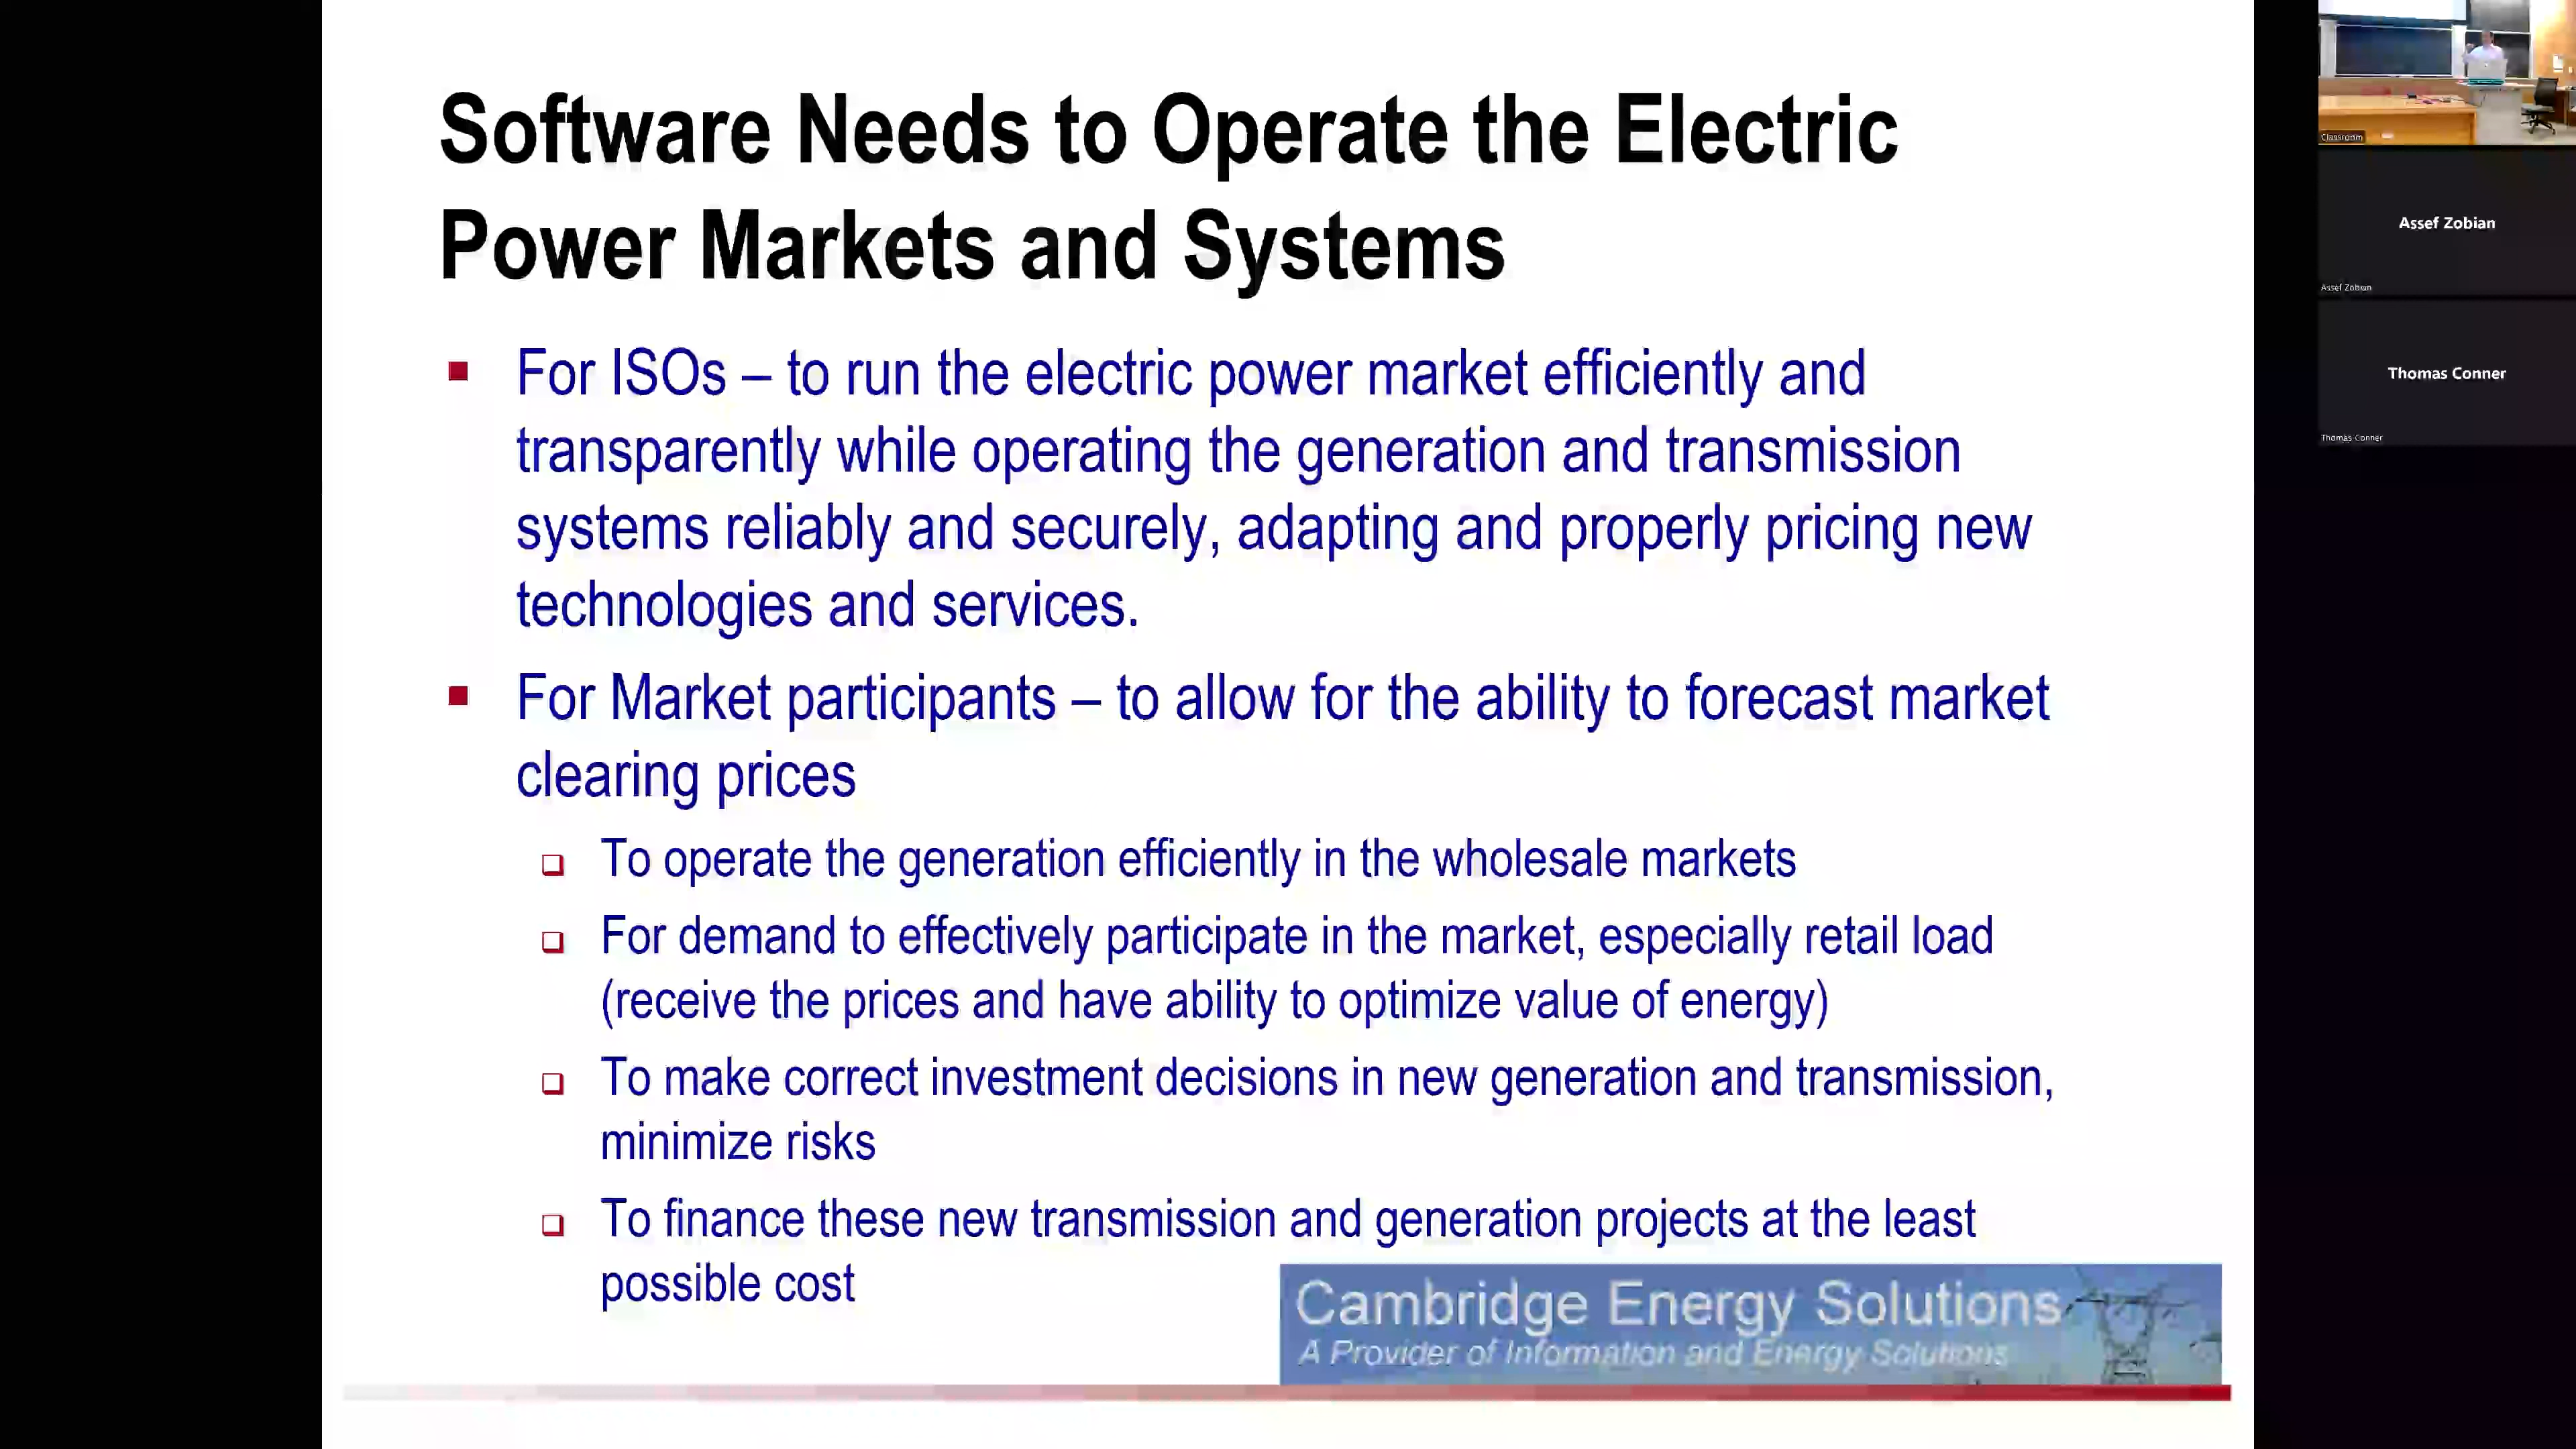 Software Needs to Operate the Electric
Power Markets and Systems
For ISOs – to run the electric power market efficiently and
transparently while operating the generation and transmission
systems reliably and securely, adapting and properly pricing new
technologies and services.
For Market participants – to allow for the ability to forecast market
clearing prices
To operate the generation efficiently in the wholesale markets
For demand to effectively participate in the market, especially retail load
(receive the prices and have ability to optimize value of energy)
To make correct investment decisions in new generation and transmission,
minimize risks
To finance these new transmission and generation projects at the least
possible cost
Cambridge Energy Solutions
A Provider of Information and Energy Solutions
Classroom
Assef Zobian
Assef Zobian
Thomas Conner
Thomas Conner